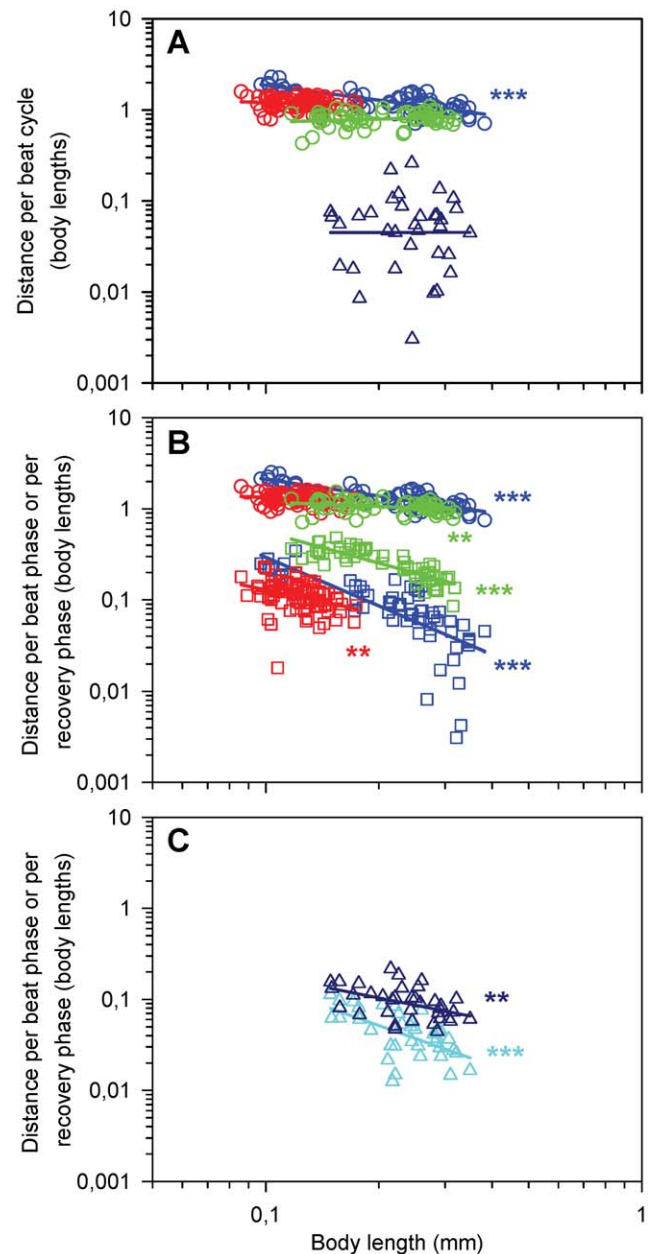 A
10
1
0,1
0,01
0,001
Distance per beat cycle
(body lengths)
***
B
10
1
0,1
0,01
0,001
Distance per beat phase or per
recovery phase (body lengths)
***
**
***
**
***
C
10
1
0,1
0,01
0,001
Distance per beat phase or per
recovery phase (body lengths)
**
***
0,1
1
Body length (mm)